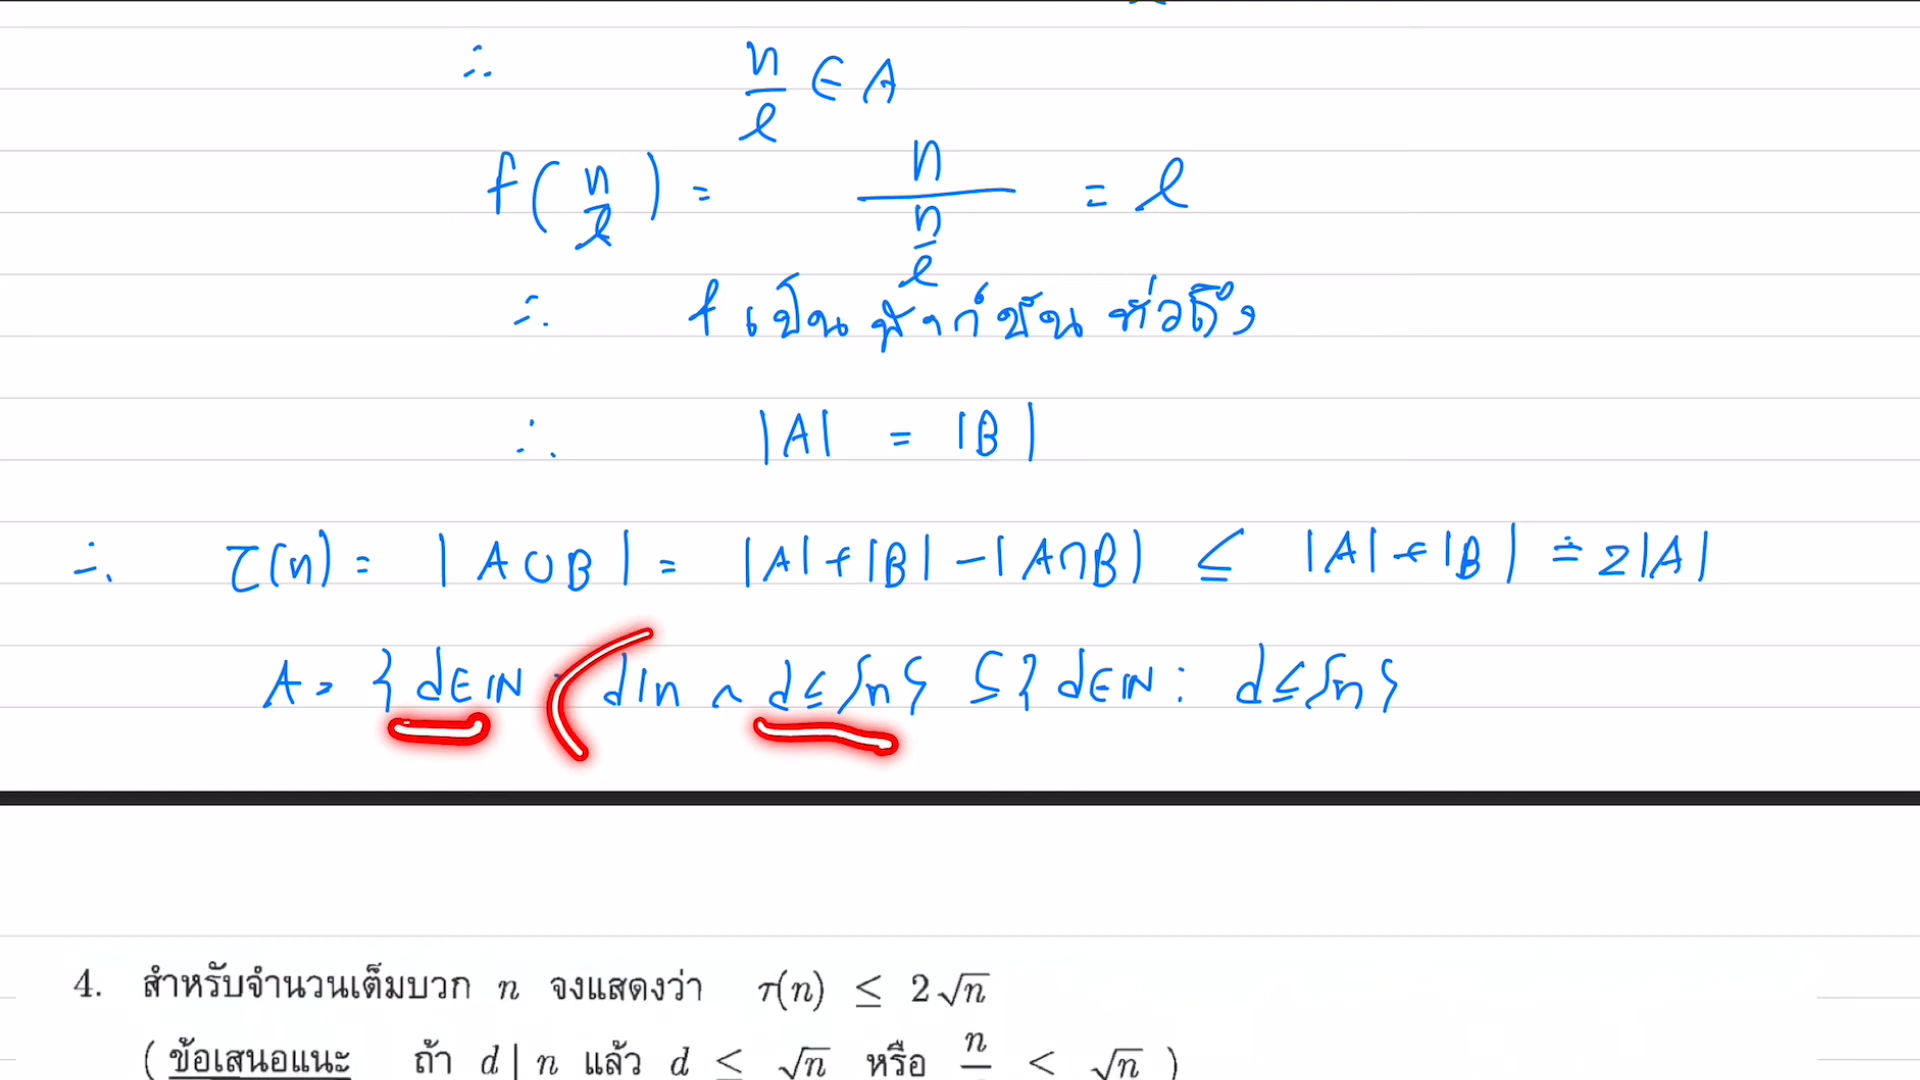 ∴ n/ℓ ∈ A
f(n/ℓ) = n/(n/ℓ) = ℓ
∴ f เป็นฟังก์ชันทั่วถึง
∴ |A| = |B|
∴ τ(n) = |A∪B| = |A|+|B| - |A∩B| ≤ |A|+|B| = 2|A|
A = {d∈ℕ : d|n ∧ d≤√n} ⊆ {d∈ℕ : d≤√n}
4. สำหรับจำนวนเต็มบวก n จงแสดงว่า τ(n) ≤ 2√n
( ข้อเสนอแนะ ถ้า d | n แล้ว d ≤ √n หรือ n < √n )